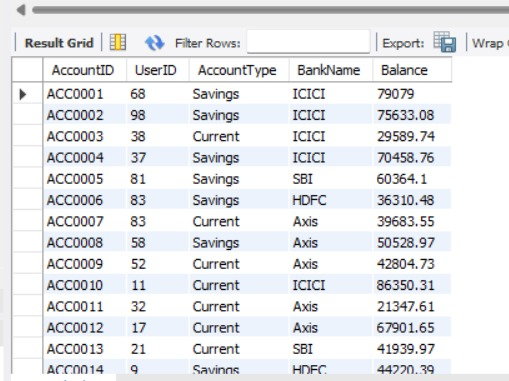 Result Grid Filter Rows: Export: Wrap
AccountID UserID AccountType BankName Balance
ACC0001 68 Savings ICICI 79079
ACC0002 98 Savings ICICI 75633.08
ACC0003 38 Current ICICI 29589.74
ACC0004 37 Savings ICICI 70458.76
ACC0005 81 Savings SBI 60364.1
ACC0006 83 Savings HDFC 36310.48
ACC0007 83 Current Axis 39683.55
ACC0008 58 Savings Axis 50528.97
ACC0009 52 Current Axis 42804.73
ACC0010 11 Current ICICI 86350.31
ACC0011 32 Current Axis 21347.61
ACC0012 17 Current Axis 67901.65
ACC0013 21 Current SBI 41939.97
ACC0014 9 Savings HDFC 44220.39